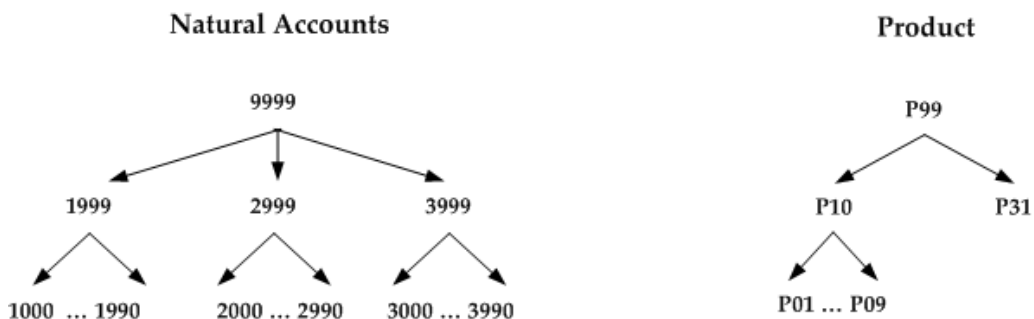 Natural Accounts
Product
9999
P99
1999 2999 3999
P10 P31
1000 ... 1990 2000 ... 2990 3000 ... 3990
P01 ... P09